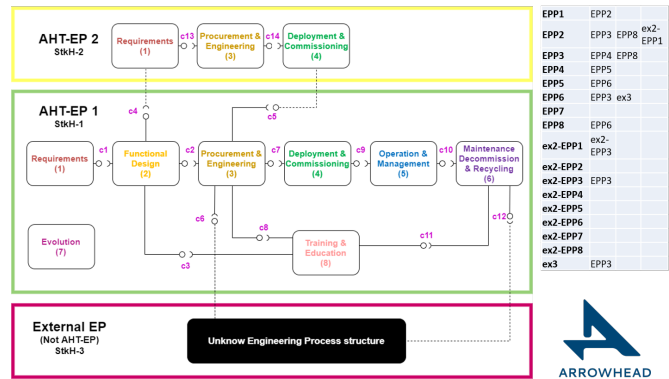 AHT-EP 2
StkH-2
Requirements
(1)
c13
Procurement &
Engineering
(3)
c14
Deployment &
Commissioning
(4)
AHT-EP 1
StkH-1
c4
c5
Requirements
(1)
c1
Functional
Design
(2)
c2
Procurement &
Engineering
(3)
c7
Deployment &
Commissioning
(4)
c9
Operation &
Management
(5)
c10
Maintenance
Decommission
& Recycling
(6)
c6
c12
c8
c11
Evolution
(7)
Training &
Education
(8)
c3
External EP
(Not AHT-EP)
StkH-3
Unknow Engineering Process structure
EPP1 EPP2
EPP2 EPP3 EPP8 ex2-
EPP1
EPP3 EPP4 EPP8
EPP4 EPP5
EPP5 EPP6
EPP6 EPP3 ex3
EPP7
EPP8 EPP6
ex2-EPP1 ex2-
EPP3
ex2-EPP2
ex2-EPP3 EPP3
ex2-EPP4
ex2-EPP5
ex2-EPP6
ex2-EPP7
ex2-EPP8
ex3 EPP3
ARROWHEAD